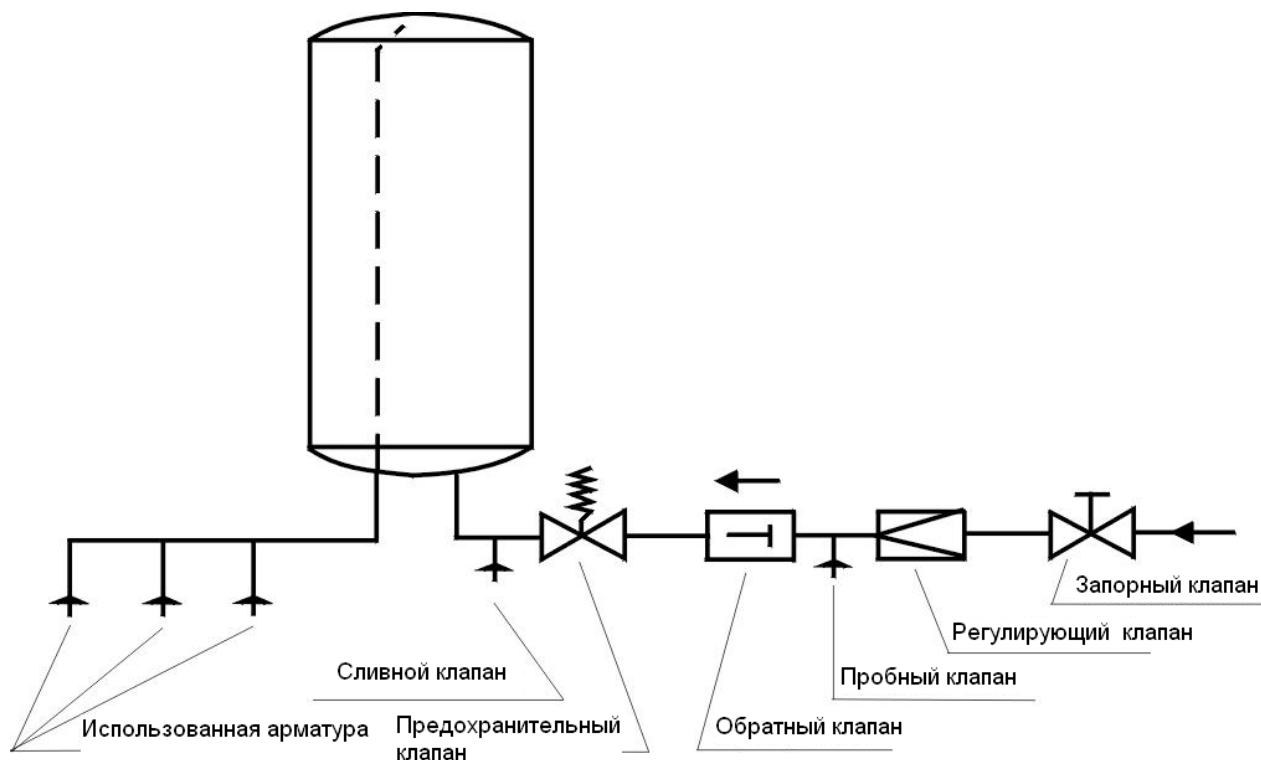 Запорный клапан
Регулирующий клапан
Сливной клапан
Пробный клапан
Использованная арматура
Предохранительный
клапан
Обратный клапан